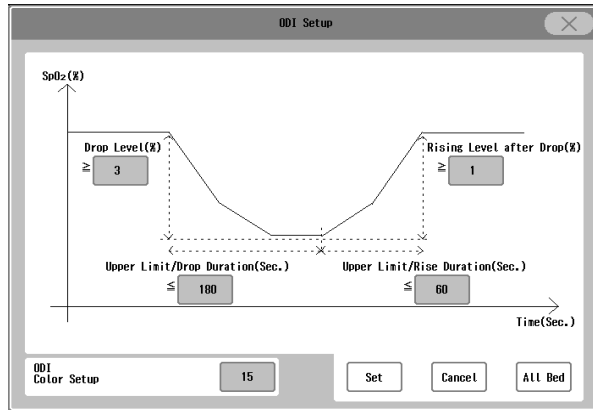 ODI Setup
SpO₂(%)
Drop Level(%)
≧ 3
Rising Level after Drop(%)
≧ 1
Upper Limit/Drop Duration(Sec.)
≦ 180
Upper Limit/Rise Duration(Sec.)
≦ 60
Time(Sec.)
ODI
Color Setup
15
Set
Cancel
All Bed